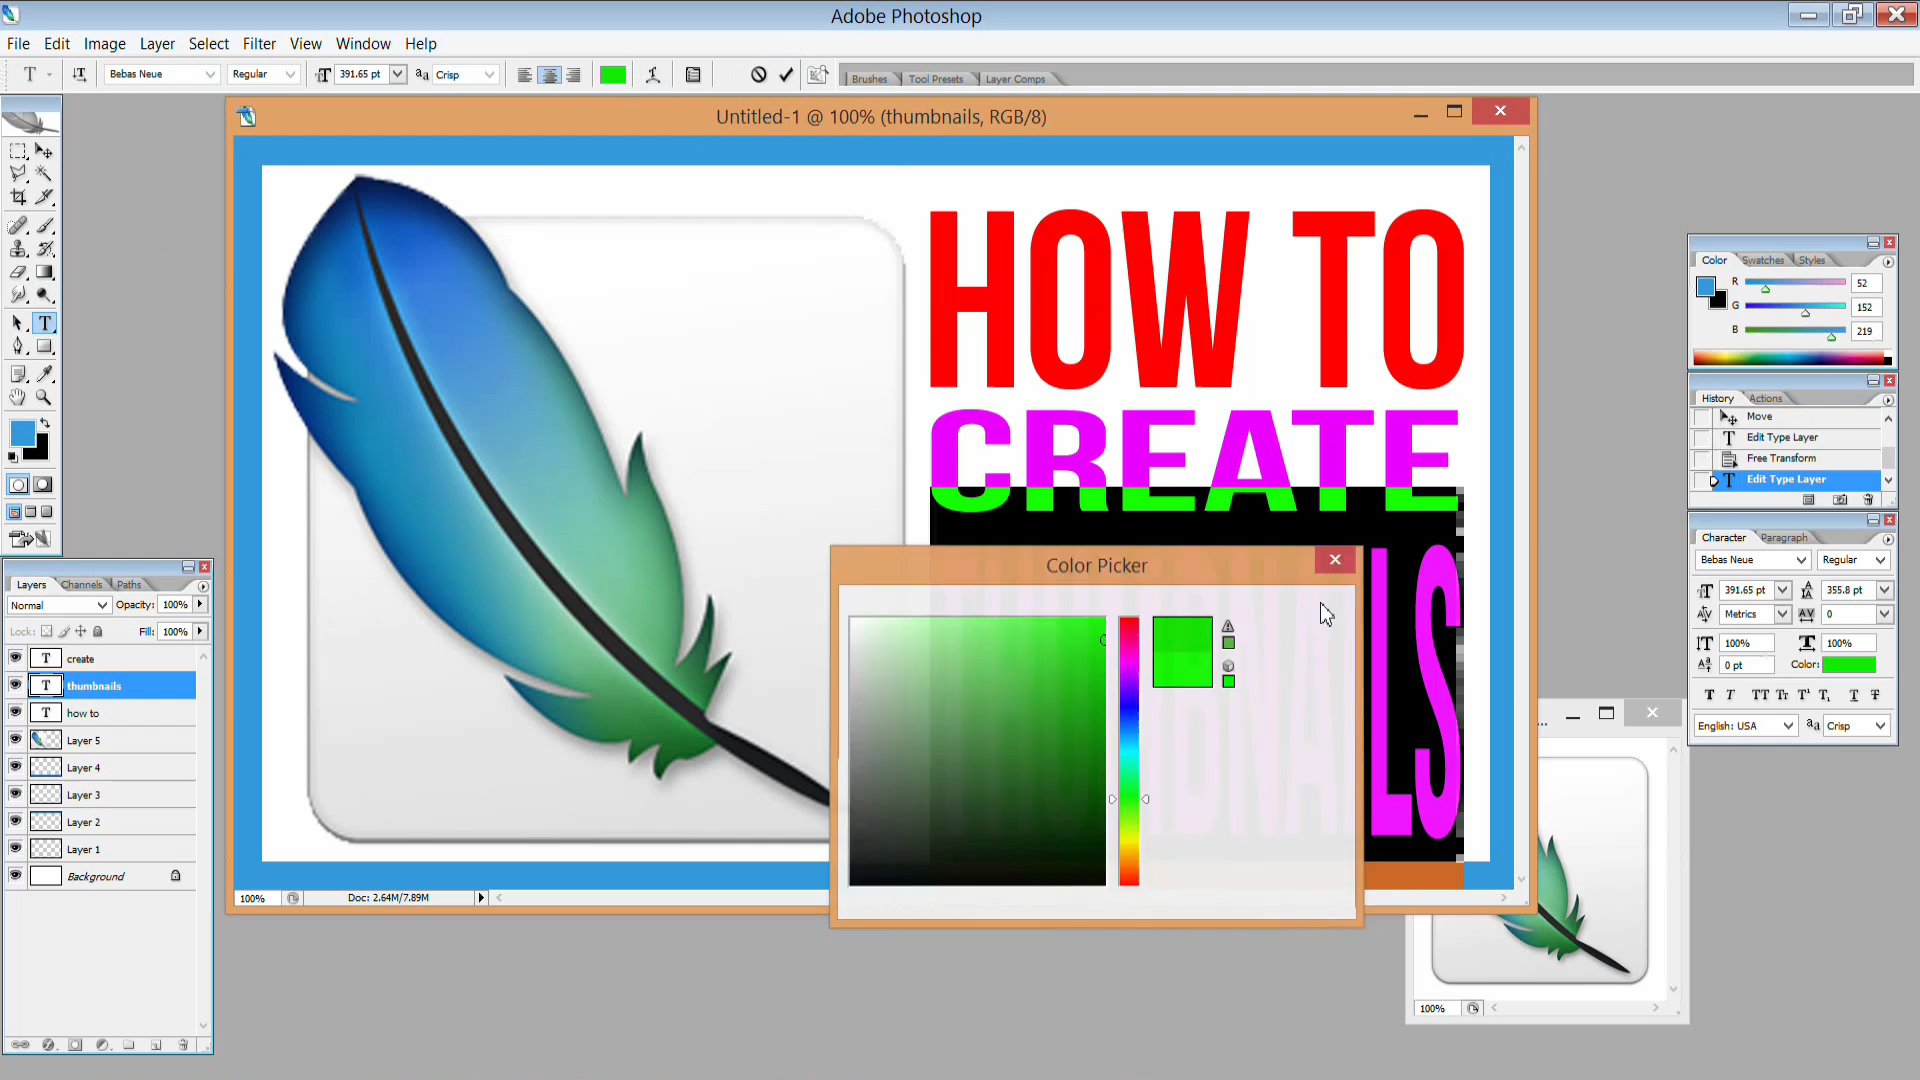 Adobe Photoshop
File Edit Image Layer Select Filter View Window Help
T Bebas Neue Regular 391.65 pt Crisp Brushes Tool Presets Layer Comps
Untitled-1 @ 100% (thumbnails, RGB/8)
HOW TO
CREATE
LS
Color Picker
100% Doc: 2.64M/7.89M
Layers Channels Paths
Normal Opacity: 100%
Lock: Fill: 100%
T create
T thumbnails
T how to
Layer 5
Layer 4
Layer 3
Layer 2
Layer 1
Background
Color Swatches Styles
R 52
G 152
B 219
History Actions
Move
Edit Type Layer
Free Transform
Edit Type Layer
Character Paragraph
Bebas Neue Regular
391.65 pt 355.8 pt
Metrics 0
100% 100%
0 pt Color:
English: USA Crisp
...
100%